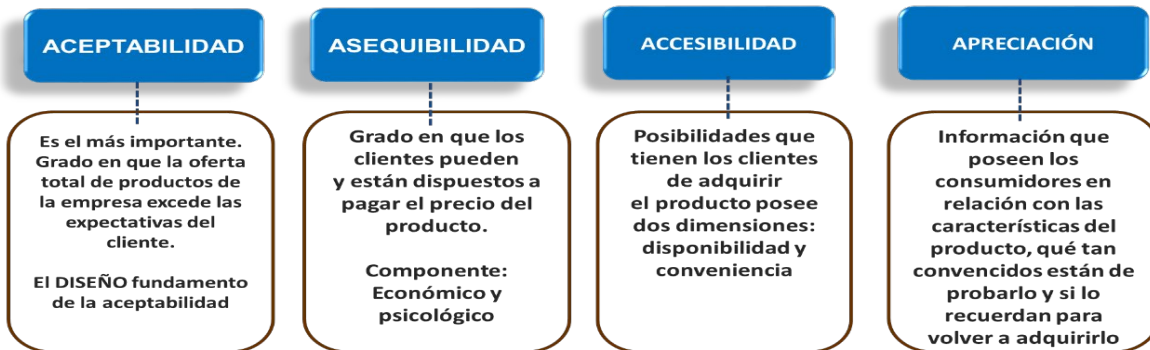 ACEPTABILIDAD
Es el más importante.
Grado en que la oferta
total de productos de
la empresa excede las
expectativas del
cliente.
El DISEÑO fundamento
de la aceptabilidad
ASEQUIBILIDAD
Grado en que los
clientes pueden
y están dispuestos a
pagar el precio del
producto.
Componente:
Económico y
psicológico
ACCESIBILIDAD
Posibilidades que
tienen los clientes
de adquirir
el producto posee
dos dimensiones:
disponibilidad y
conveniencia
APRECIACIÓN
Información que
poseen los
consumidores en
relación con las
características del
producto, qué tan
convencidos están de
probarlo y si lo
recuerdan para
volver a adquirirlo